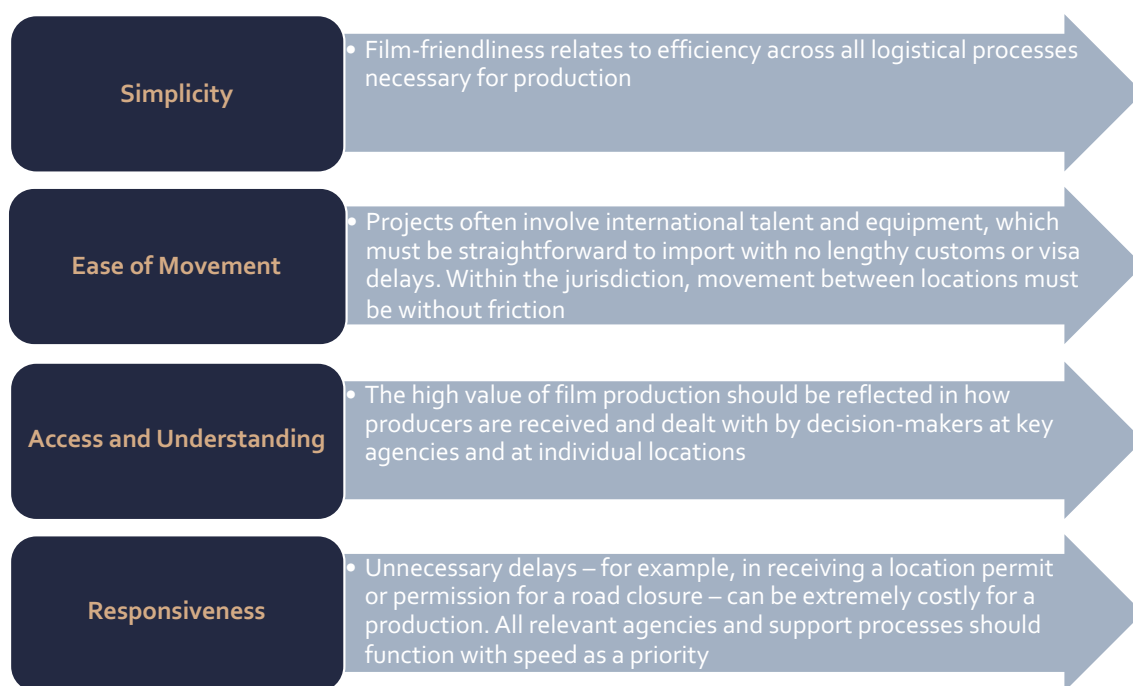 Simplicity
• Film-friendliness relates to efficiency across all logistical processes
necessary for production
Ease of Movement
• Projects often involve international talent and equipment, which
must be straightforward to import with no lengthy customs or visa
delays. Within the jurisdiction, movement between locations must
be without friction
Access and Understanding
• The high value of film production should be reflected in how
producers are received and dealt with by decision-makers at key
agencies and at individual locations
Responsiveness
• Unnecessary delays – for example, in receiving a location permit
or permission for a road closure – can be extremely costly for a
production. All relevant agencies and support processes should
function with speed as a priority